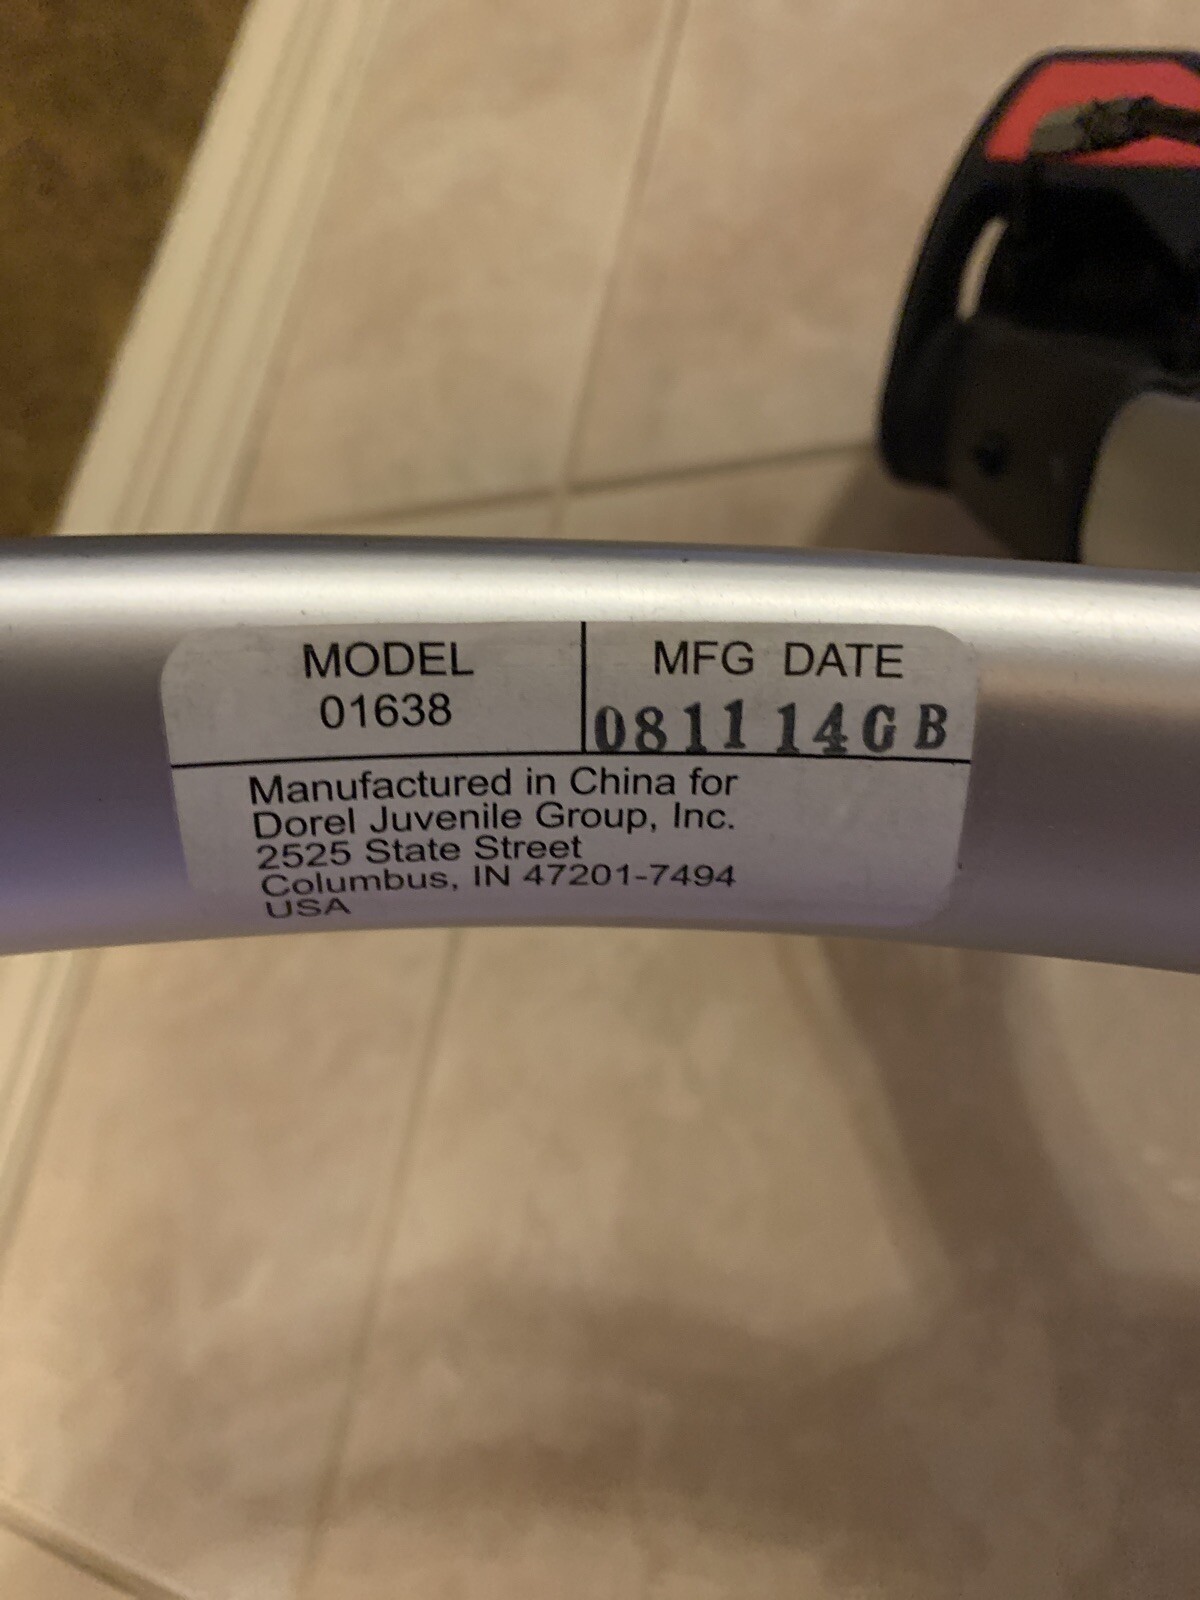 MODEL
01638
MFG DATE
081114GB
Manufactured in China for
Dorel Juvenile Group, Inc.
2525 State Street
Columbus, IN 47201-7494
USA